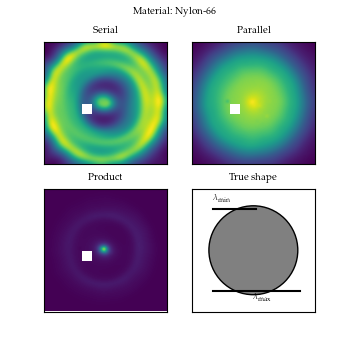 Material: Nylon-66
Serial
Parallel
Product
True shape
λmin
λmax